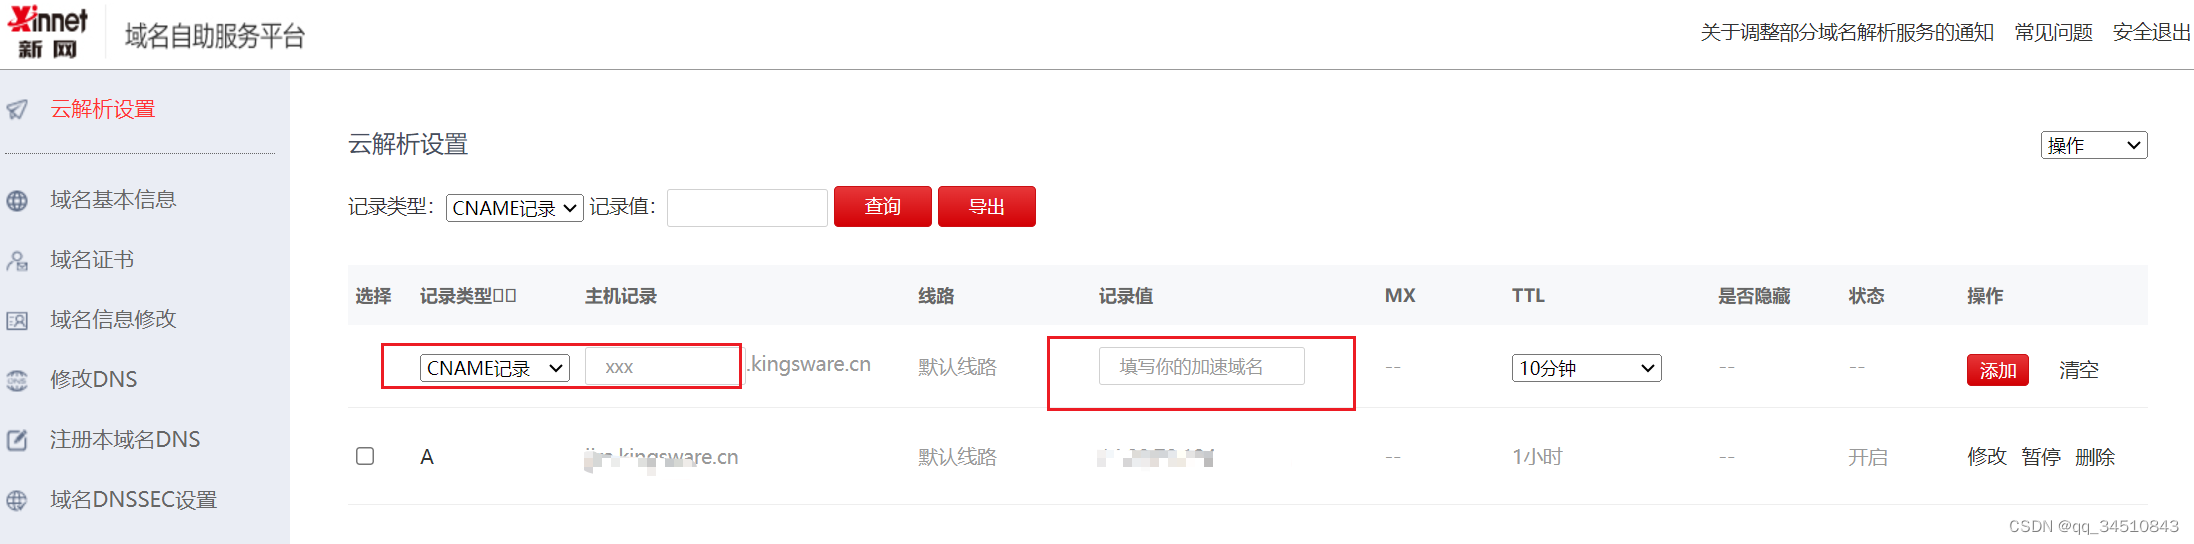 Xinnet
新网
域名自助服务平台
关于调整部分域名解析服务的通知 常见问题 安全退出
云解析设置
域名基本信息
域名证书
域名信息修改
修改DNS
注册本域名DNS
域名DNSSEC设置
云解析设置
操作
记录类型: CNAME记录 记录值: 查询 导出
选择 记录类型 主机记录 线路 记录值 MX TTL 是否隐藏 状态 操作
CNAME记录 xxx .kingsware.cn 默认线路 填写你的加速域名 -- 10分钟 -- -- 添加 清空
A kingsware.cn 默认线路 -- 1小时 -- 开启 修改 暂停 删除
CSDN @qq_34510843